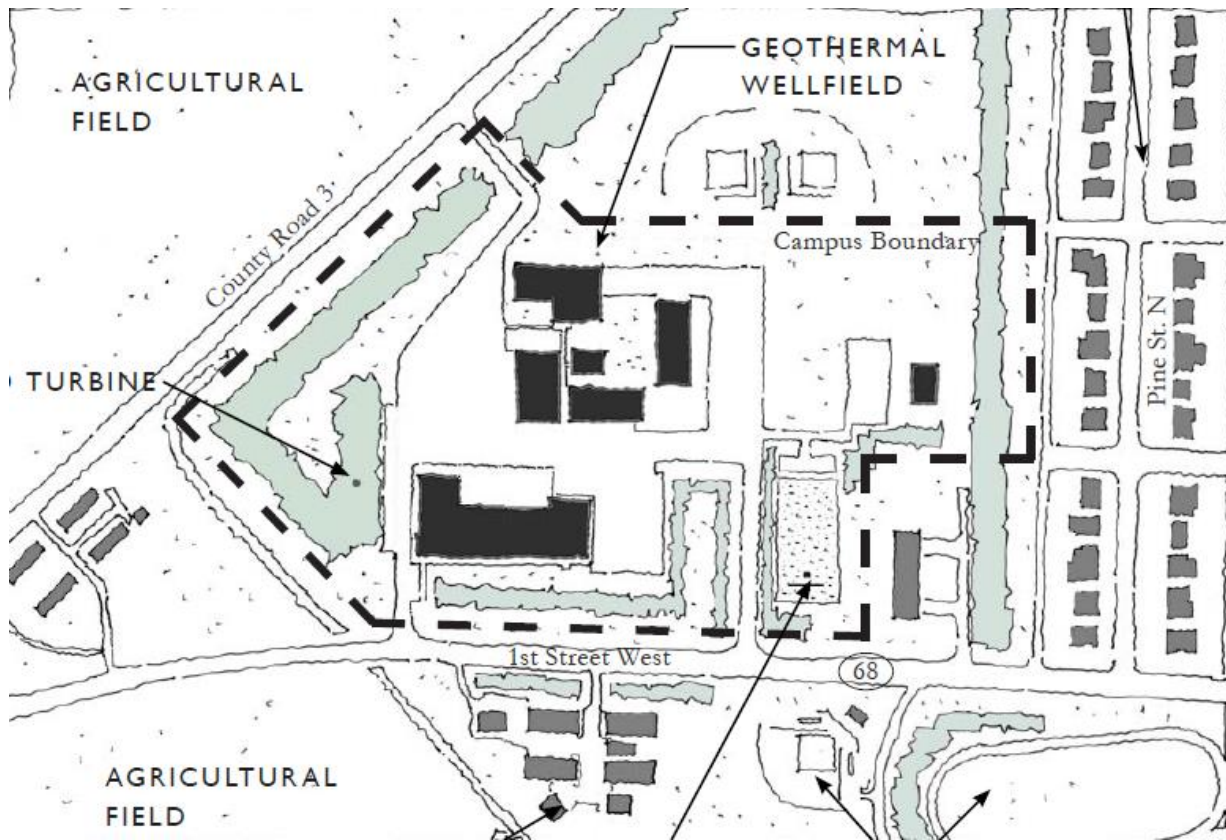 GEOTHERMAL
WELLFIELD
AGRICULTURAL
FIELD
County Road 3
Campus Boundary
TURBINE
Pine St. N
1st Street West
68
AGRICULTURAL
FIELD